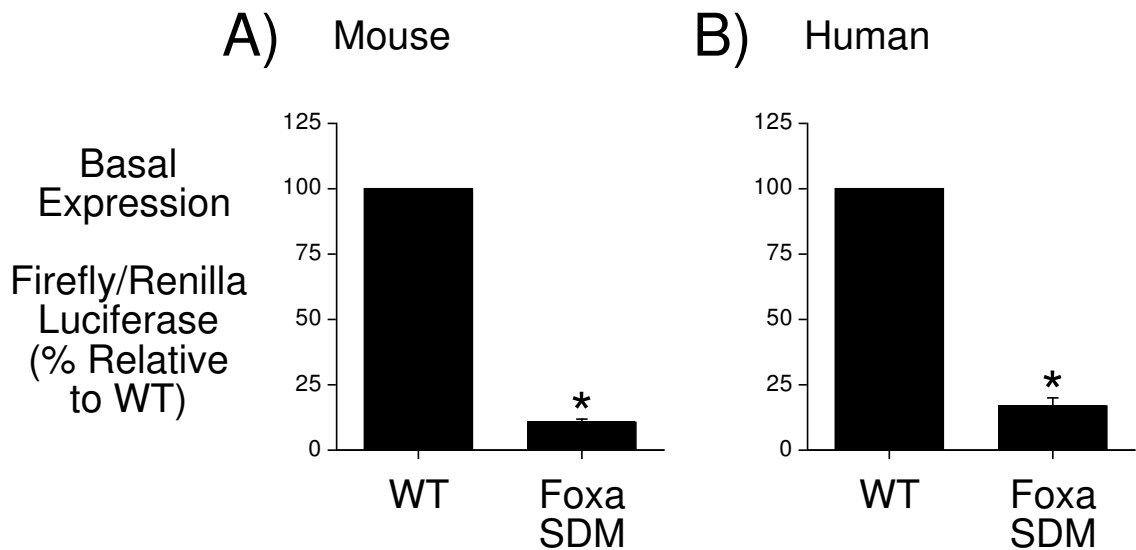 A) Mouse
B) Human
Basal
Expression
Firefly/Renilla
Luciferase
(% Relative
to WT)
125
100
75
50
25
0
*
WT
Foxa
SDM
125
100
75
50
25
0
*
WT
Foxa
SDM